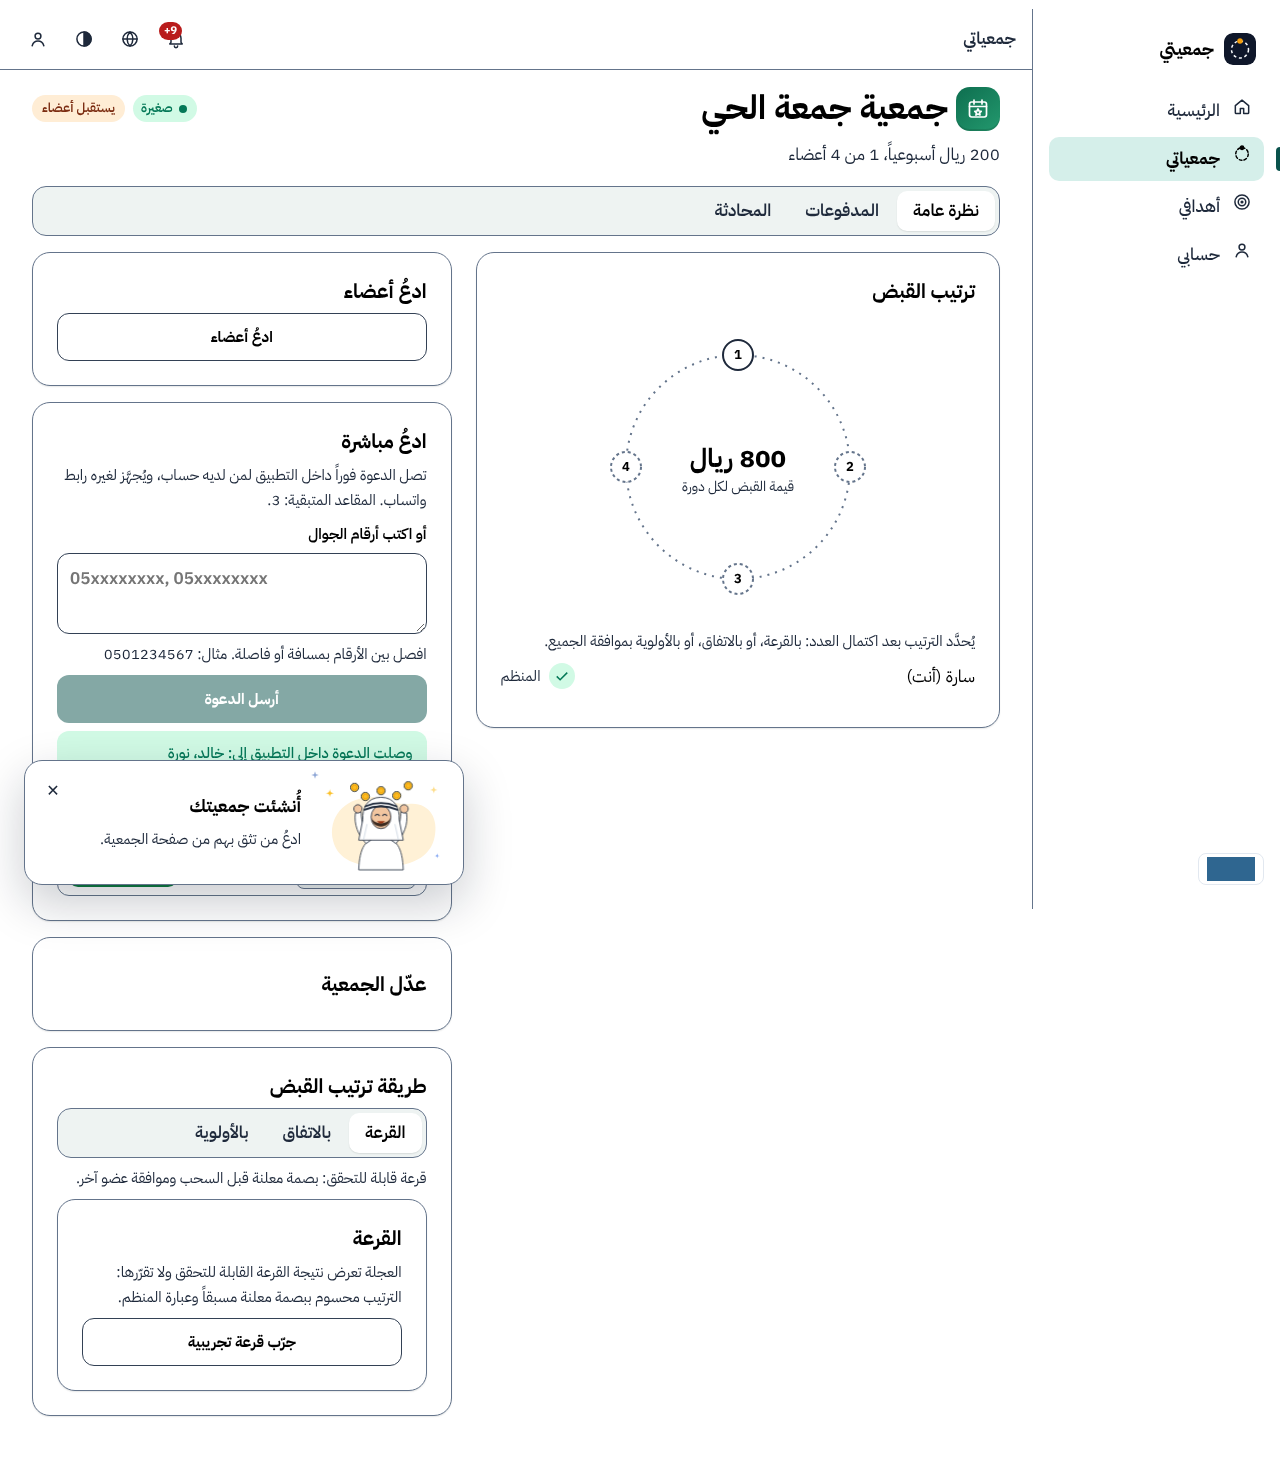 جمعيتي
الرئيسية
جمعياتي
أهدافي
حسابي
جمعياتي
9+
جمعية جمعة الحي
صغيرة
يستقبل أعضاء
200 ريال أسبوعياً، 1 من 4 أعضاء
نظرة عامة
المدفوعات
المحادثة
ترتيب القبض
1
2
3
4
800 ريال
قيمة القبض لكل دورة
يُحدَّد الترتيب بعد اكتمال العدد: بالقرعة، أو بالاتفاق، أو بالأولوية بموافقة الجميع.
سارة (أنت)
المنظم
ادعُ أعضاء
ادعُ أعضاء
ادعُ مباشرة
تصل الدعوة فوراً داخل التطبيق لمن لديه حساب، ويُجهَّز لغيره رابط
واتساب. المقاعد المتبقية: 3.
أو اكتب أرقام الجوال
05xxxxxxxx, 05xxxxxxxx
افصل بين الأرقام بمسافة أو فاصلة. مثال: 0501234567
أرسل الدعوة
وصلت الدعوة داخل التطبيق إلى: خالد، نورة
أُنشئت جمعيتك
ادعُ من تثق بهم من صفحة الجمعية.
عدّل الجمعية
طريقة ترتيب القبض
القرعة
بالاتفاق
بالأولوية
قرعة قابلة للتحقق: بصمة معلنة قبل السحب وموافقة عضو آخر.
القرعة
العجلة تعرض نتيجة القرعة القابلة للتحقق ولا تقرّرها:
الترتيب محسوم ببصمة معلنة مسبقاً وعبارة المنظم.
جرّب قرعة تجريبية